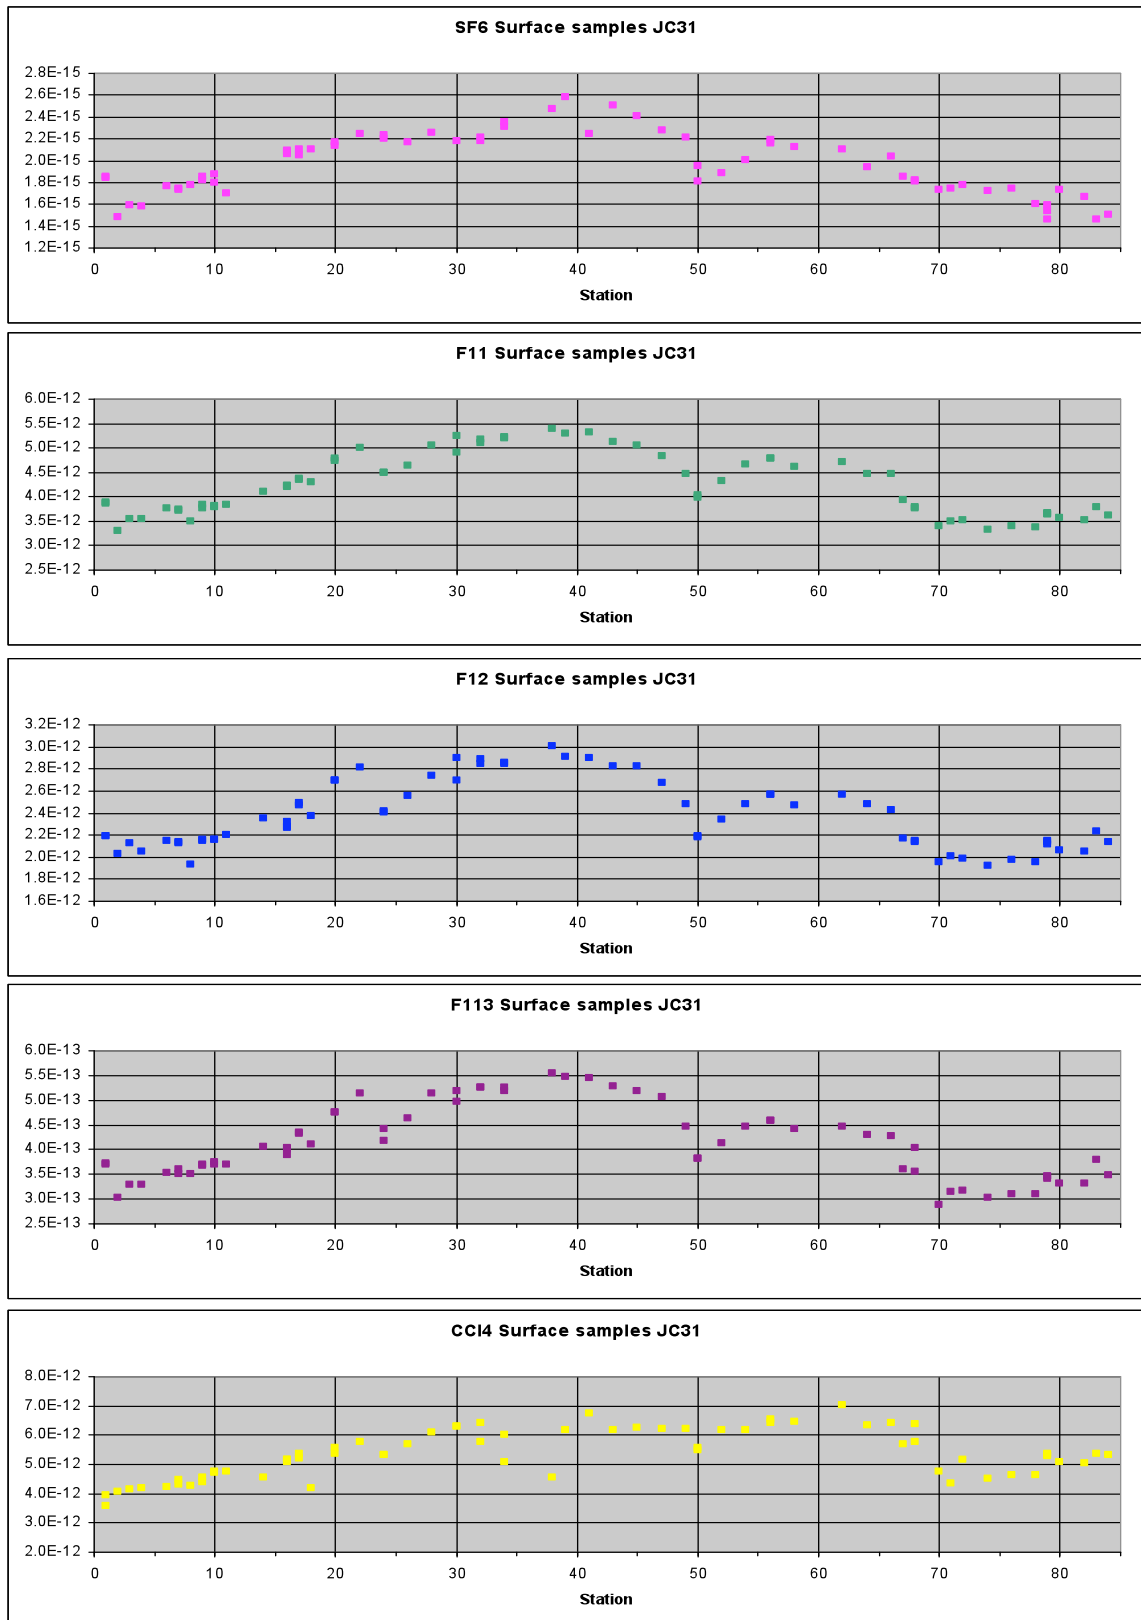 SF6 Surface samples JC31
2.8E-15
2.6E-15
2.4E-15
2.2E-15
2.0E-15
1.8E-15
1.6E-15
1.4E-15
1.2E-15
0 10 20 30 40 50 60 70 80
Station
F11 Surface samples JC31
6.0E-12
5.5E-12
5.0E-12
4.5E-12
4.0E-12
3.5E-12
3.0E-12
2.5E-12
0 10 20 30 40 50 60 70 80
Station
F12 Surface samples JC31
3.2E-12
3.0E-12
2.8E-12
2.6E-12
2.4E-12
2.2E-12
2.0E-12
1.8E-12
1.6E-12
0 10 20 30 40 50 60 70 80
Station
F113 Surface samples JC31
6.0E-13
5.5E-13
5.0E-13
4.5E-13
4.0E-13
3.5E-13
3.0E-13
2.5E-13
0 10 20 30 40 50 60 70 80
Station
CCl4 Surface samples JC31
8.0E-12
7.0E-12
6.0E-12
5.0E-12
4.0E-12
3.0E-12
2.0E-12
0 10 20 30 40 50 60 70 80
Station